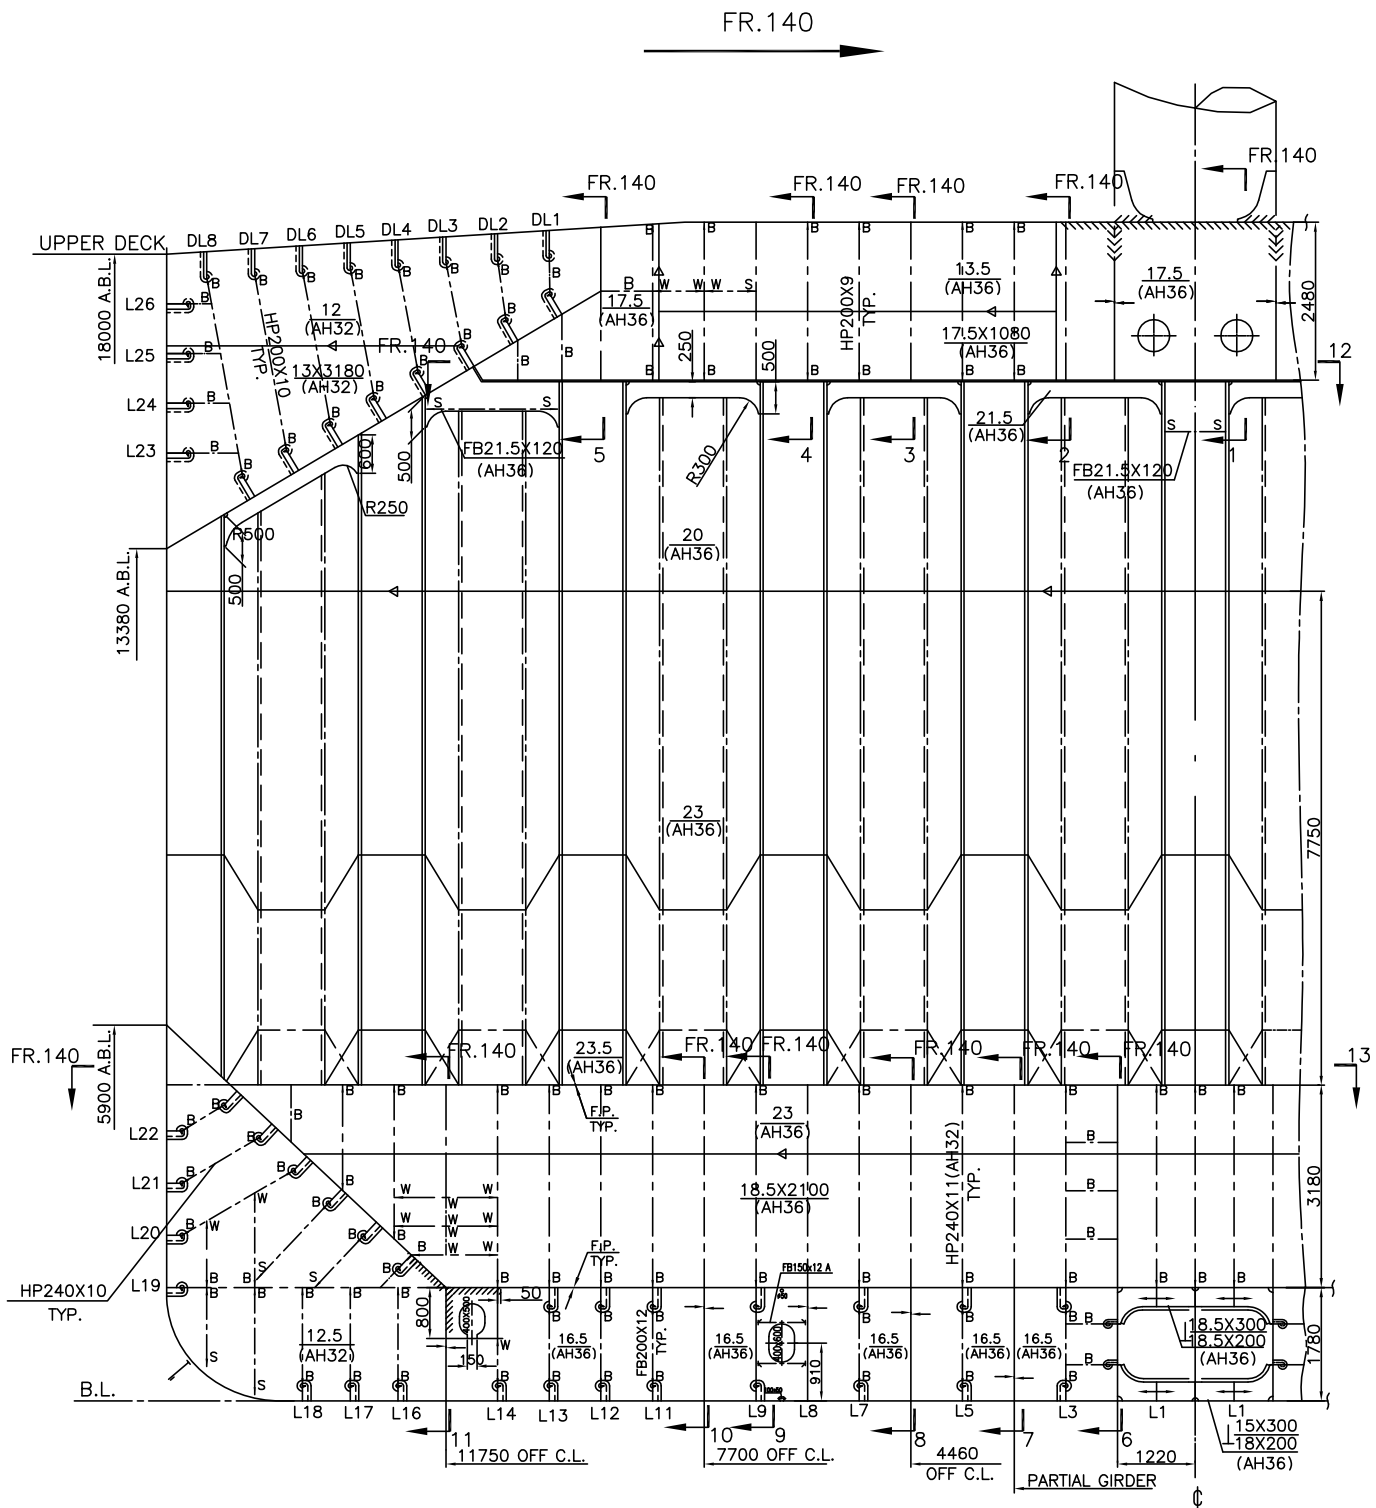 FR.140
FR.140
FR.140
FR.140
FR.140
FR.140
UPPER DECK
DL8
DL7
DL6
DL5
DL4
DL3
DL2
DL1
18000 A.B.L.
L26
L25
L24
L23
B
B
B
B
HP200X10
TYP.
12
(AH32)
13X3180
(AH32)
FR.140
B
17.5
(AH36)
W W S
HP200X9
TYP.
13.5
(AH36)
17.5X1080
(AH36)
17.5
(AH36)
2480
12
250
500
S S
FB21.5X120
(AH36)
500
600
R250
R500
500
R300
21.5
(AH36)
S S
FB21.5X120
(AH36)
5
4
3
2
1
13380 A.B.L.
20
(AH36)
23
(AH36)
7750
5900 A.B.L.
FR.140
FR.140
23.5
(AH36)
F.P.
TYP.
FR.140
FR.140
FR.140
FR.140
FR.140
13
L22
L21
L20
L19
HP240X10
TYP.
23
(AH36)
18.5X2100
(AH36)
HP240X11(AH32)
TYP.
3180
F.P.
TYP.
FB150x12 A
50
800
400X500
150
12.5
(AH32)
16.5
(AH36)
FB200X12
TYP.
16.5
(AH36)
910
16.5
(AH36)
16.5
(AH36)
16.5
(AH36)
18.5X300
18.5X200
(AH36)
1780
B.L.
L18
L17
L16
L14
L13
L12
L11
L9
L8
L7
L5
L3
L1
L1
11
10
9
8
7
6
11750 OFF C.L.
7700 OFF C.L.
4460
OFF C.L.
PARTIAL GIRDER
1220
15X300
18X200
(AH36)